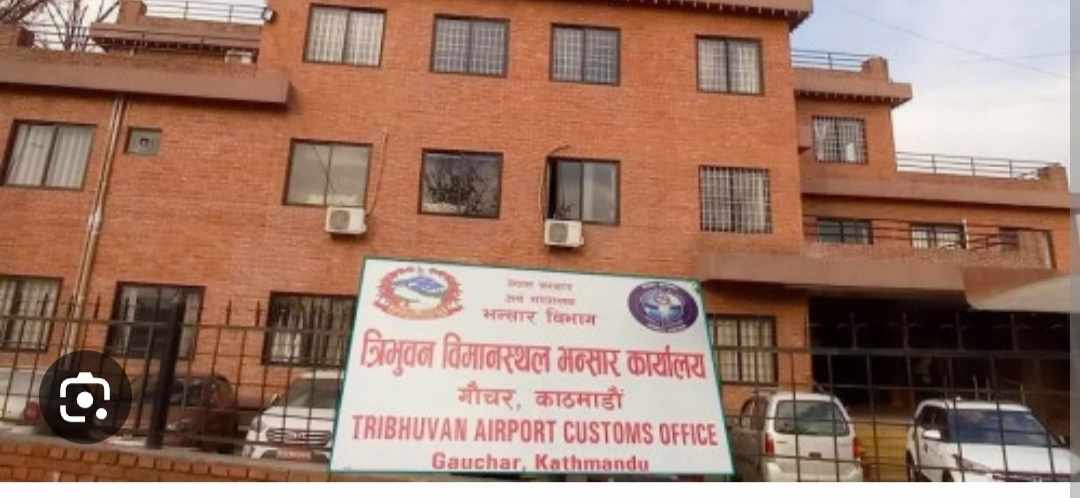 नेपाल सरकार
अर्थ मन्त्रालय
भन्सार विभाग
त्रिभुवन विमानस्थल भन्सार कार्यालय
गौचर, काठमाडौं
TRIBHUVAN AIRPORT CUSTOMS OFFICE
Gauchar, Kathmandu